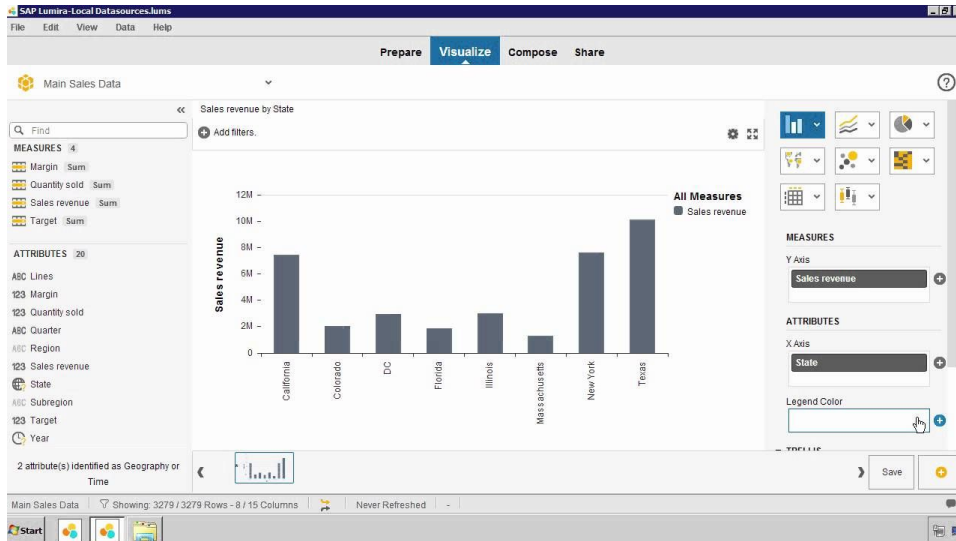 SAP Lumira-Local Datasources.lums
File Edit View Data Help
Prepare Visualize Compose Share
Main Sales Data
Find
MEASURES 4
Margin Sum
Quantity sold Sum
Sales revenue Sum
Target Sum
ATTRIBUTES 20
ABC Lines
123 Margin
123 Quantity sold
ABC Quarter
ABC Region
123 Sales revenue
State
ABC Subregion
123 Target
Year
2 attribute(s) identified as Geography or
Time
Sales revenue by State
Add filters.
12M
10M
8M
6M
4M
2M
0
Sales revenue
California
Colorado
DC
Florida
Illinois
Massachusetts
New York
Texas
All Measures
Sales revenue
MEASURES
Y Axis
Sales revenue
ATTRIBUTES
X Axis
State
Legend Color
TRELLIS
Save
Main Sales Data Showing: 3279 / 3279 Rows - 8 / 15 Columns Never Refreshed -
Start